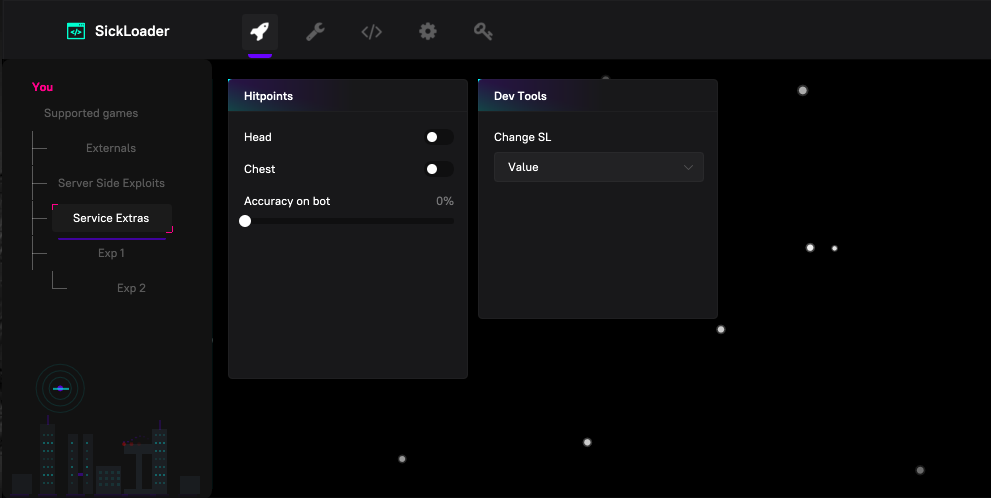 SickLoader
You
Supported games
Externals
Server Side Exploits
Service Extras
Exp 1
Exp 2
Hitpoints
Head
Chest
Accuracy on bot 0%
Dev Tools
Change SL
Value